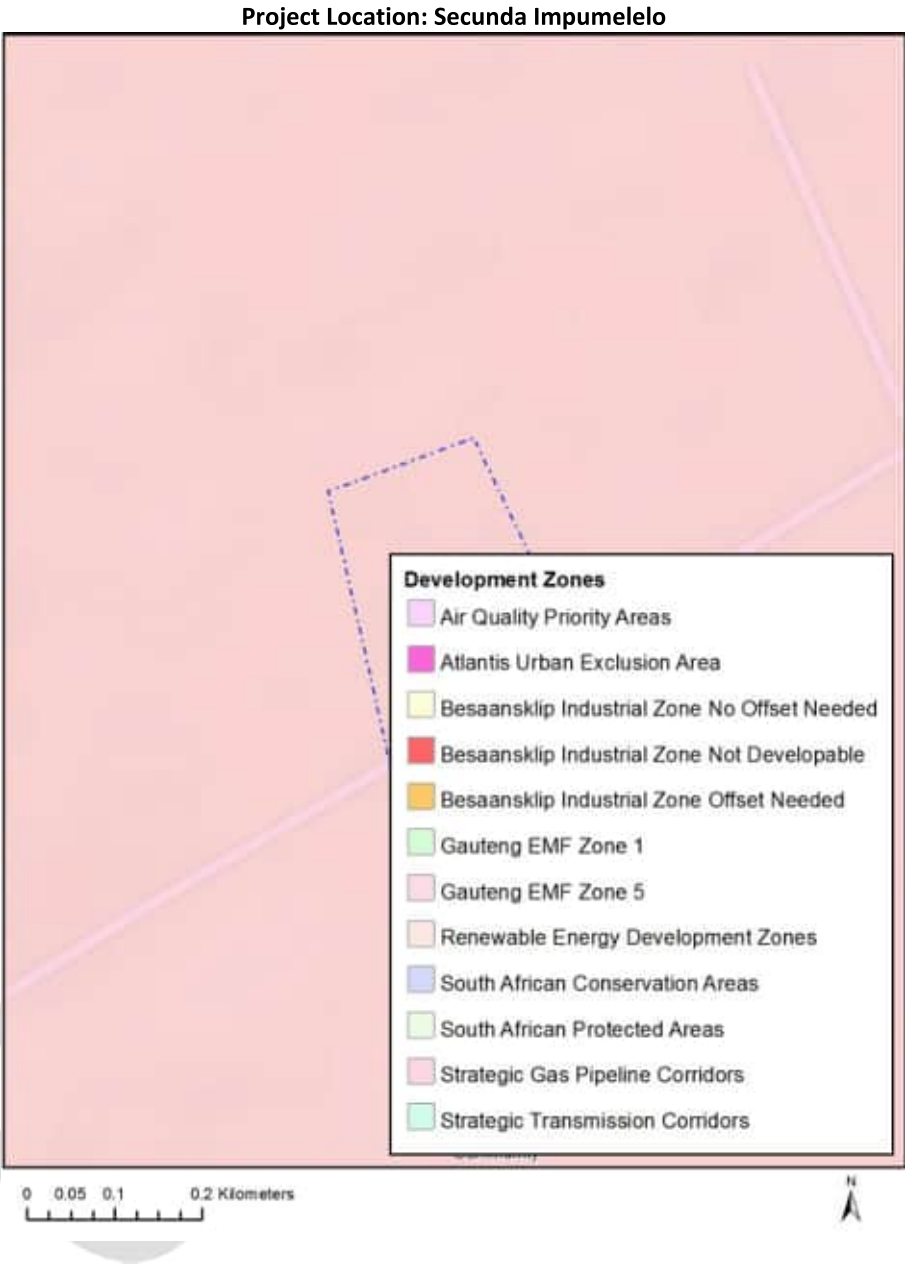 Project Location: Secunda Impumelelo
Development Zones
Air Quality Priority Areas
Atlantis Urban Exclusion Area
Besaansklip Industrial Zone No Offset Needed
Besaansklip Industrial Zone Not Developable
Besaansklip Industrial Zone Offset Needed
Gauteng EMF Zone 1
Gauteng EMF Zone 5
Renewable Energy Development Zones
South African Conservation Areas
South African Protected Areas
Strategic Gas Pipeline Corridors
Strategic Transmission Corridors
0 0.05 0.1 0.2 Kilometers
N